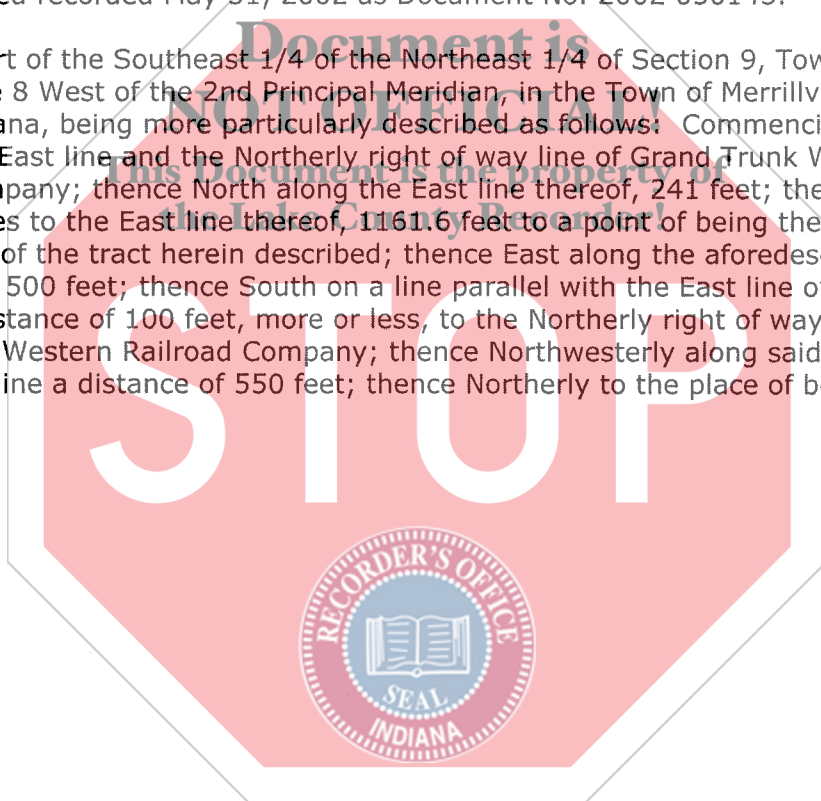 ed recorded May 31, 2002 as Document No. 2002 050145.
Document is
rt of the Southeast 1/4 of the Northeast 1/4 of Section 9, Tow
e 8 West of the 2nd Principal Meridian, in the Town of Merrillv
NOT OFFICIAL!
ana, being more particularly described as follows: Commenci
East line and the Northerly right of way line of Grand Trunk W
This Document is the property of
pany; thence North along the East line thereof, 241 feet; the
the Lake County Recorder!
es to the East line thereof, 1161.6 feet to a point of being the
of the tract herein described; thence East along the aforedes
500 feet; thence South on a line parallel with the East line o
stance of 100 feet, more or less, to the Northerly right of way
Western Railroad Company; thence Northwesterly along said
ine a distance of 550 feet; thence Northerly to the place of b
STOP
RECORDER'S OFFICE
SEAL
INDIANA